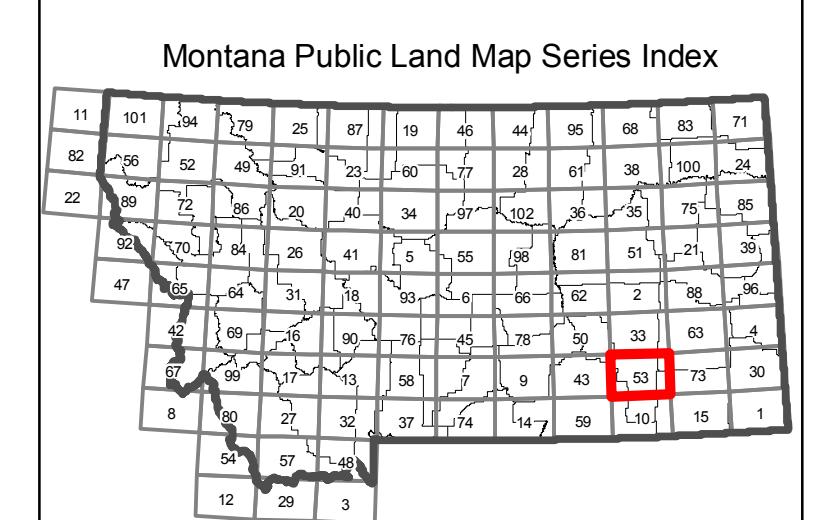 Montana Public Land Map Series Index
11 101 94 79 25 87 19 46 44 95 68 83 71
82 56 52 49 91 23 60 77 28 61 38 100 24
22 89 72 86 20 40 34 97 102 36 35 75 85
92 70 84 26 41 5 55 98 81 51 21 39
47 65 64 31 18 93 6 66 62 2 88 96
42 69 16 90 76 45 78 50 33 63 4
67 99 17 13 58 7 9 43 53 73 30
8 80 27 32 37 74 14 59 10 15 1
54 57 48
12 29 3